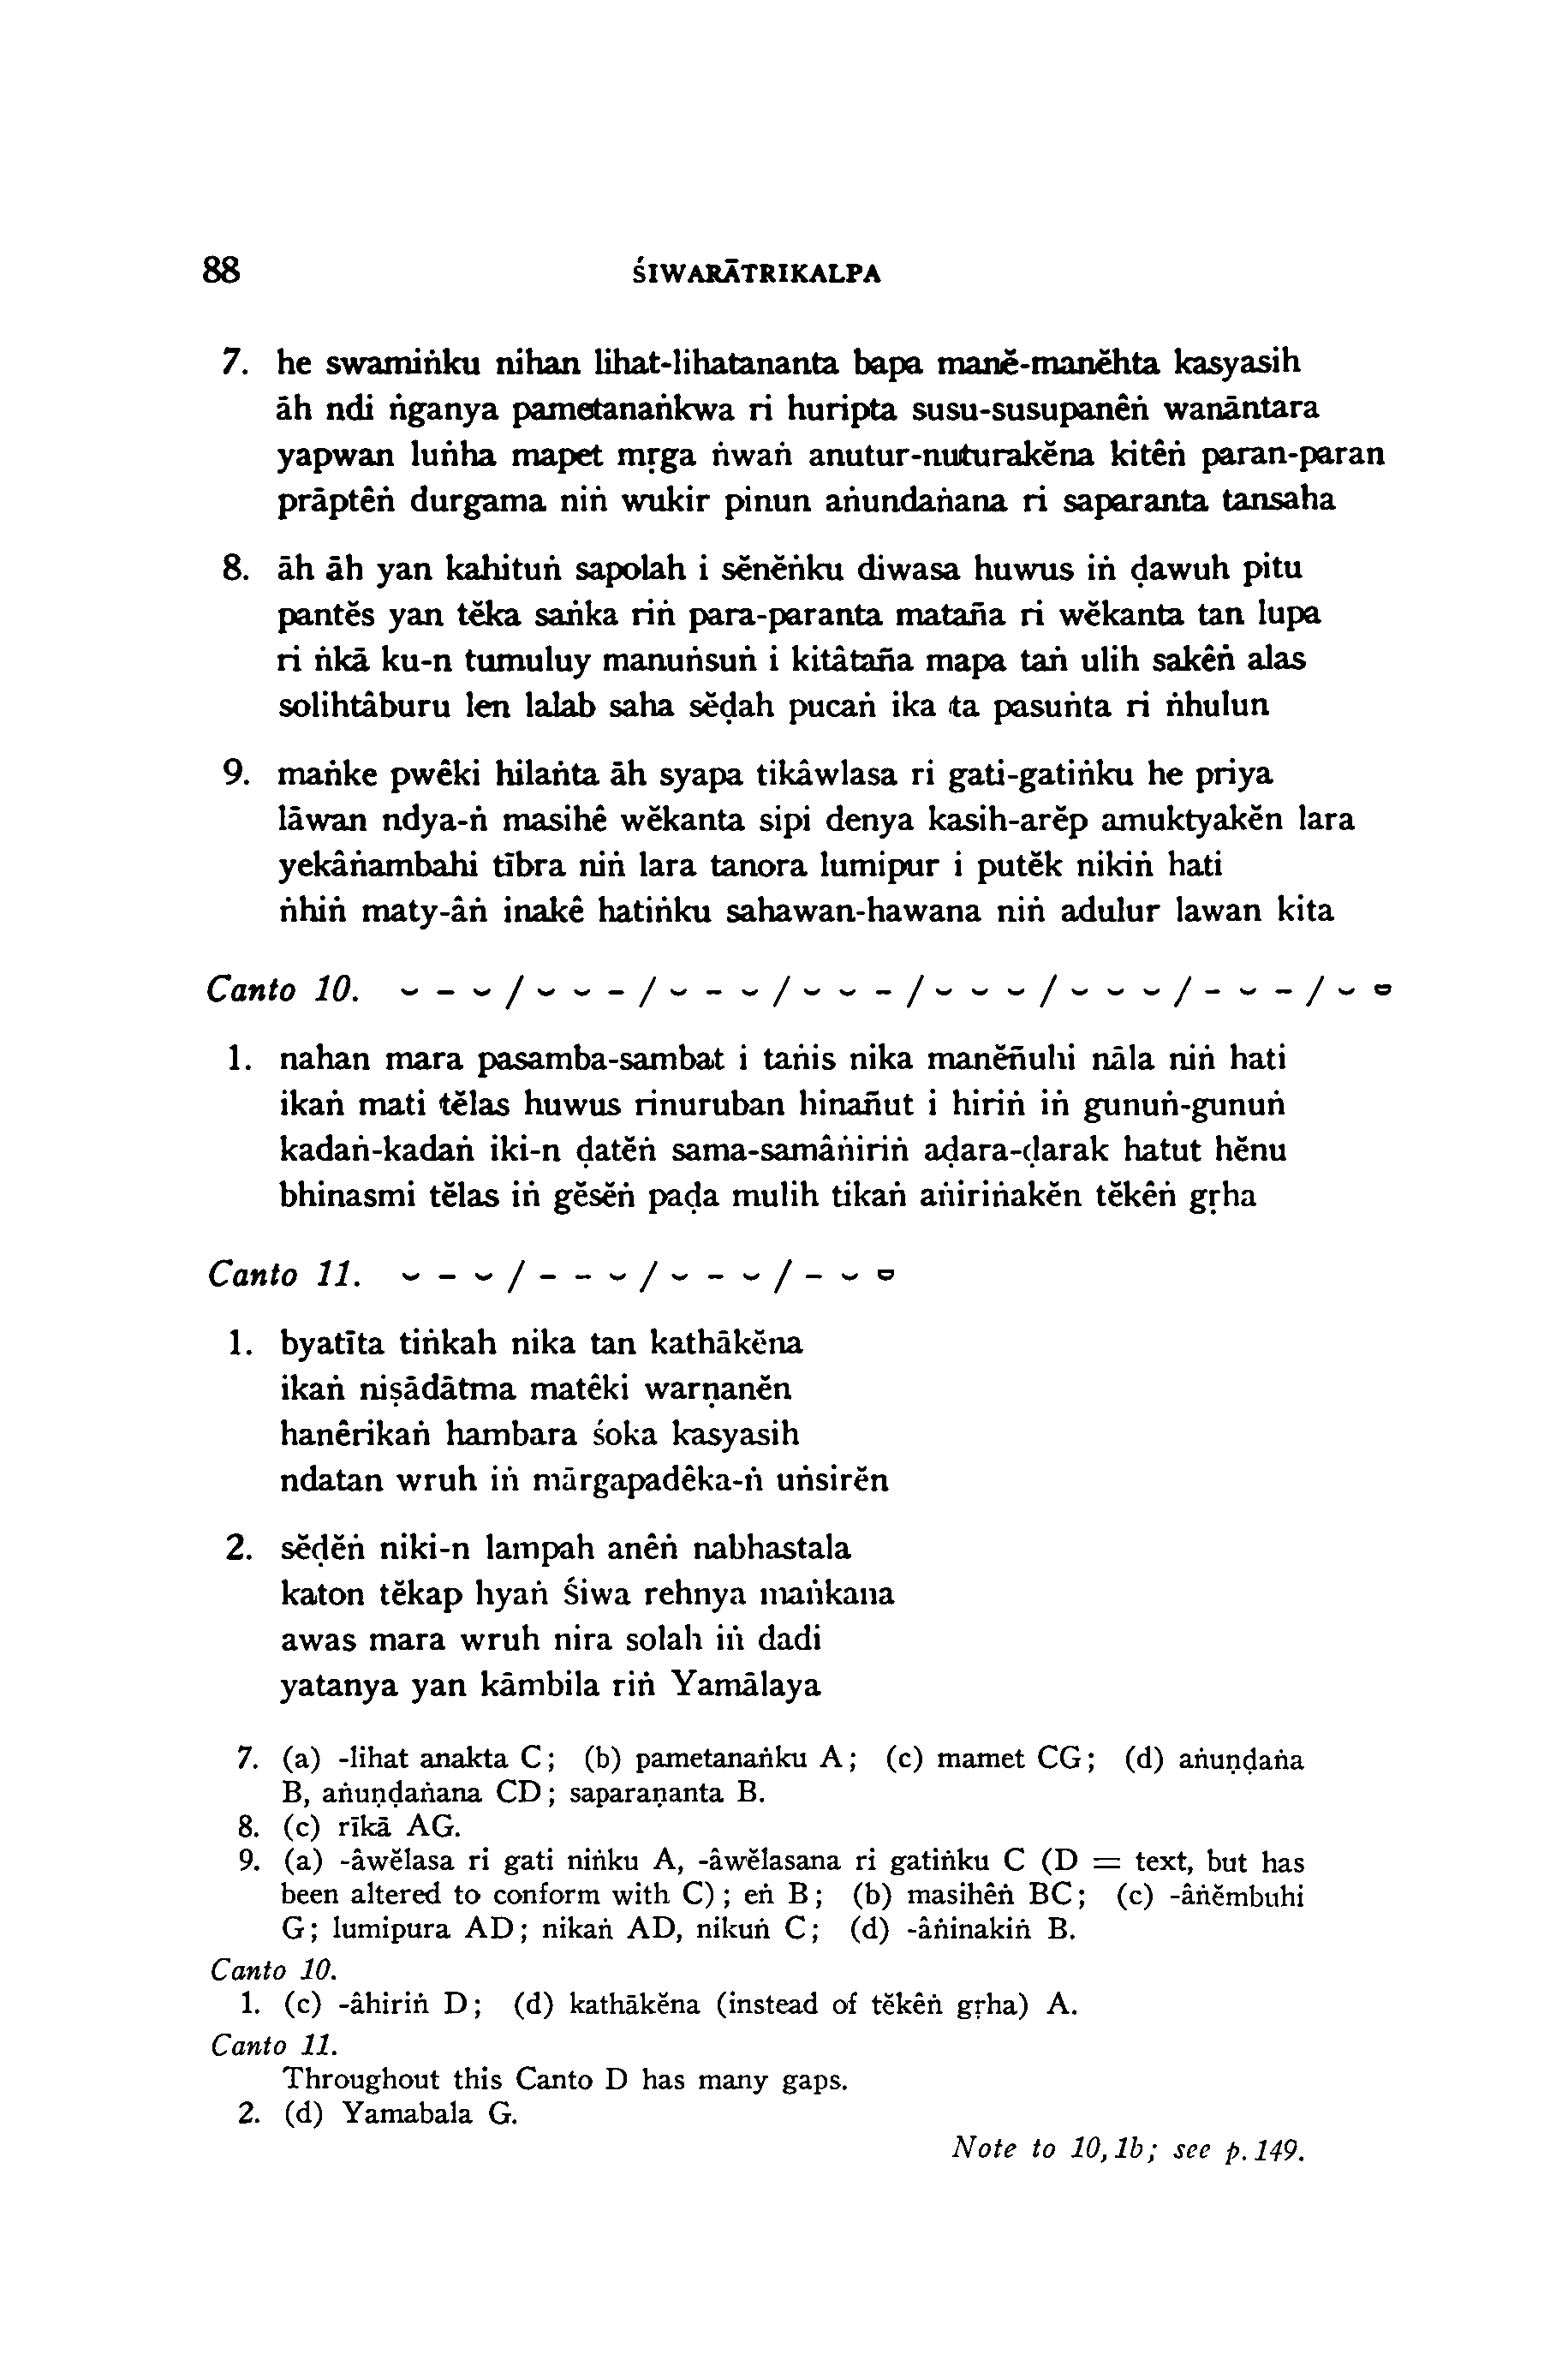 88 ŚIWARĀTRIKALPA
7. he swamiṅku nihan lihat-lihatananta bapa manĕ-manĕhta kasyasih
āh ndi ṅganya pametanaṅkwa ri huripta susu-susupanêṅ wanāntara
yapwan luṅha mapet mṛga ṅwaṅ anutur-nuturakĕna kitêṅ paran-paran
prāptêṅ durgama niṅ wukir pinun aṅundaṅana ri saparanta tansaha
8. āh āh yan kahituṅ sapolah i sĕnĕṅku diwasa huwus iṅ ḍawuh pitu
pantĕs yan tĕka saṅka riṅ para-paranta mataña ri wĕkanta tan lupa
ri ṅkā ku-n tumuluy manuṅsuṅ i kitâtaña mapa taṅ ulih sakêṅ alas
solihtâburu len lalab saha sĕḍah pucaṅ ika ta pasuṅta ri ṅhulun
9. maṅke pwêki hilaṅta āh syapa tikâwlasa ri gati-gatiṅku he priya
lāwan ndya-ṅ masihê wĕkanta sipi denya kasih-arĕp amuktyakĕn lara
yekâṅambahi tībra niṅ lara tanora lumipur i putĕk nikiṅ hati
ṅhiṅ maty-âṅ inakê hatiṅku sahawan-hawana niṅ adulur lawan kita
Canto 10. ⏑ - ⏑ / ⏑ ⏑ - / ⏑ - ⏑ / ⏑ ⏑ - / ⏑ ⏑ ⏑ / ⏑ ⏑ ⏑ / - ⏑ - / ⏑ ⏓
1. nahan mara pasamba-sambat i taṅis nika manĕñuhi nāla niṅ hati
ikaṅ mati tĕlas huwus rinuruban hinañut i hiriṅ iṅ gunuṅ-gunuṅ
kadaṅ-kadaṅ iki-n ḍatĕṅ sama-samâṅiriṅ aḍara-ḍarak hatut hĕnu
bhinasmi tĕlas iṅ gĕsĕṅ paḍa mulih tikaṅ aṅiriṅakĕn tĕkêṅ gṛha
Canto 11. ⏑ - ⏑ / - - ⏑ / ⏑ - ⏑ / - ⏑ ⏓
1. byatīta tiṅkah nika tan kathākĕna
ikaṅ niṣādâtma matêki warṇanĕn
hanêrikaṅ hambara śoka kasyasih
ndatan wruh iṅ mārgapadêka-ṅ uṅsirĕn
2. sĕḍĕṅ niki-n lampah anêṅ nabhastala
katon tĕkap hyaṅ Śiwa rehnya maṅkana
awas mara wruh nira solah iṅ dadi
yatanya yan kāmbila riṅ Yamālaya
7. (a) -lihat anakta C; (b) pametanaṅku A; (c) mamet CG; (d) aṅuṇḍaṅa
B, aṅuṇḍaṅana CD; saparaṇanta B.
8. (c) rīkā AG.
9. (a) -âwĕlasa ri gati niṅku A, -âwĕlasana ri gatiṅku C (D = text, but has
been altered to conform with C); eṅ B; (b) masihêṅ BC; (c) -âṅĕmbuhi
G; lumipura AD; nikaṅ AD, nikuṅ C; (d) -âṅinakiṅ B.
Canto 10.
1. (c) -âhiriṅ D; (d) kathākĕna (instead of tĕkêṅ gṛha) A.
Canto 11.
Throughout this Canto D has many gaps.
2. (d) Yamabala G.
Note to 10,1b; see p. 149.